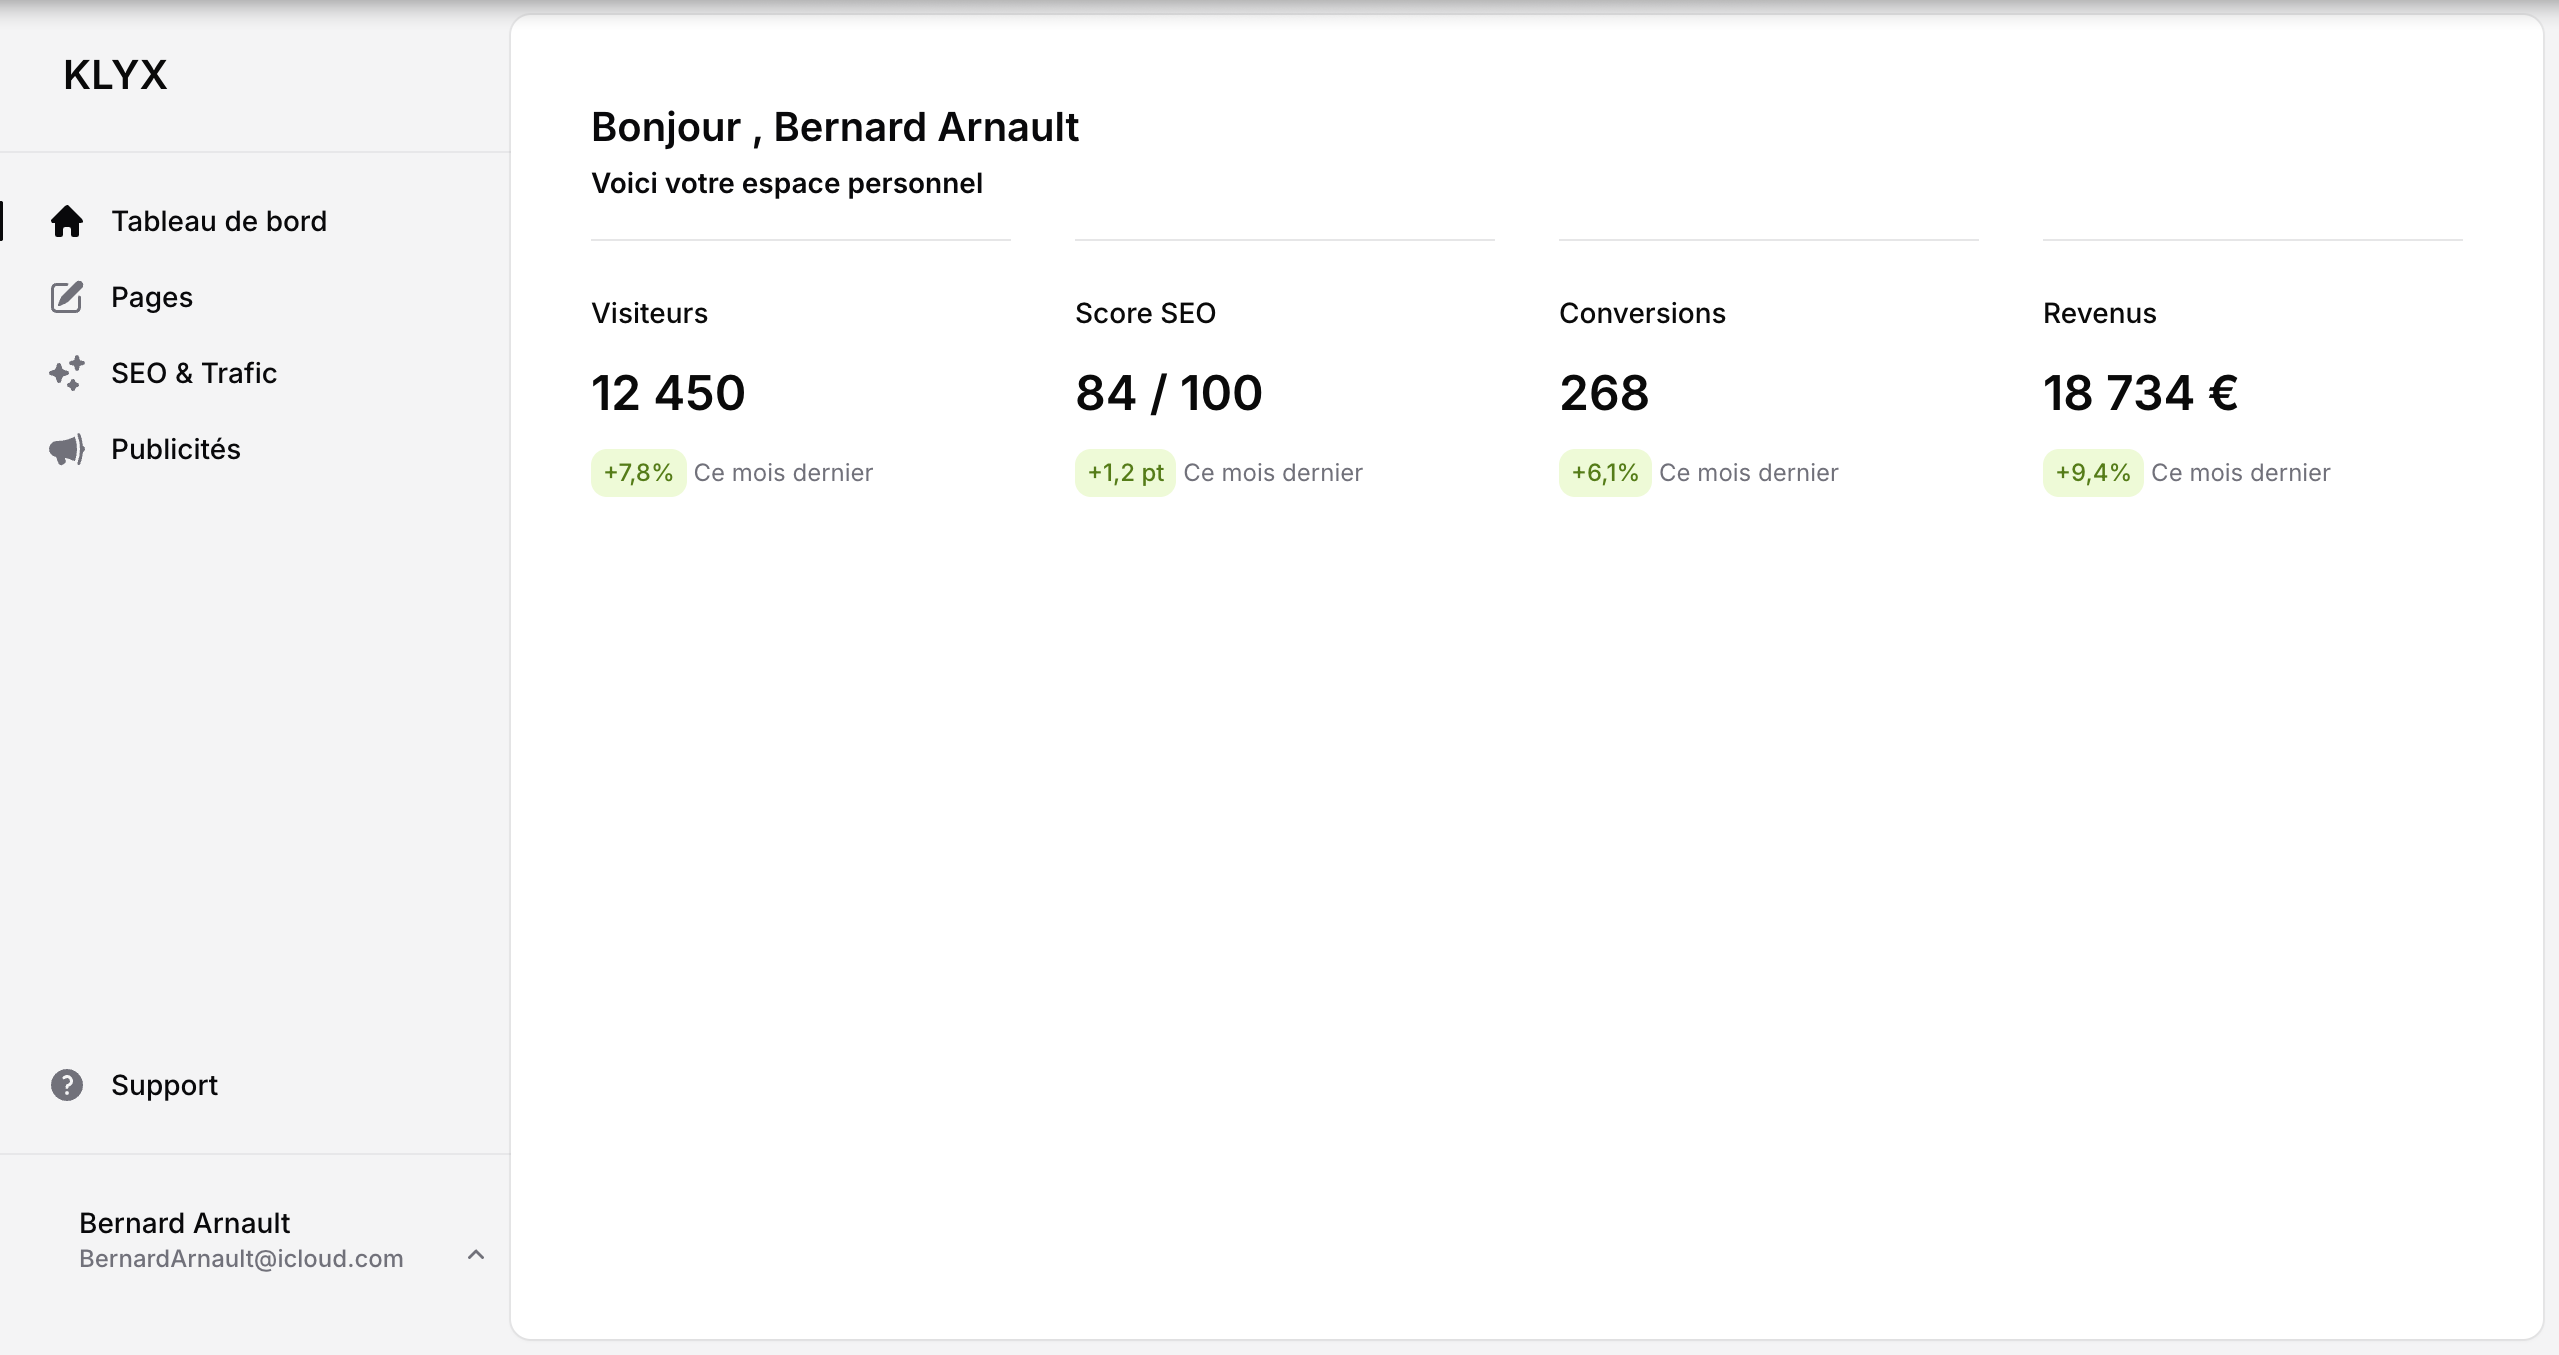 KLYX
Tableau de bord
Pages
SEO & Trafic
Publicités
Support
Bernard Arnault
BernardArnault@icloud.com
Bonjour , Bernard Arnault
Voici votre espace personnel
Visiteurs
12 450
+7,8% Ce mois dernier
Score SEO
84 / 100
+1,2 pt Ce mois dernier
Conversions
268
+6,1% Ce mois dernier
Revenus
18 734 €
+9,4% Ce mois dernier